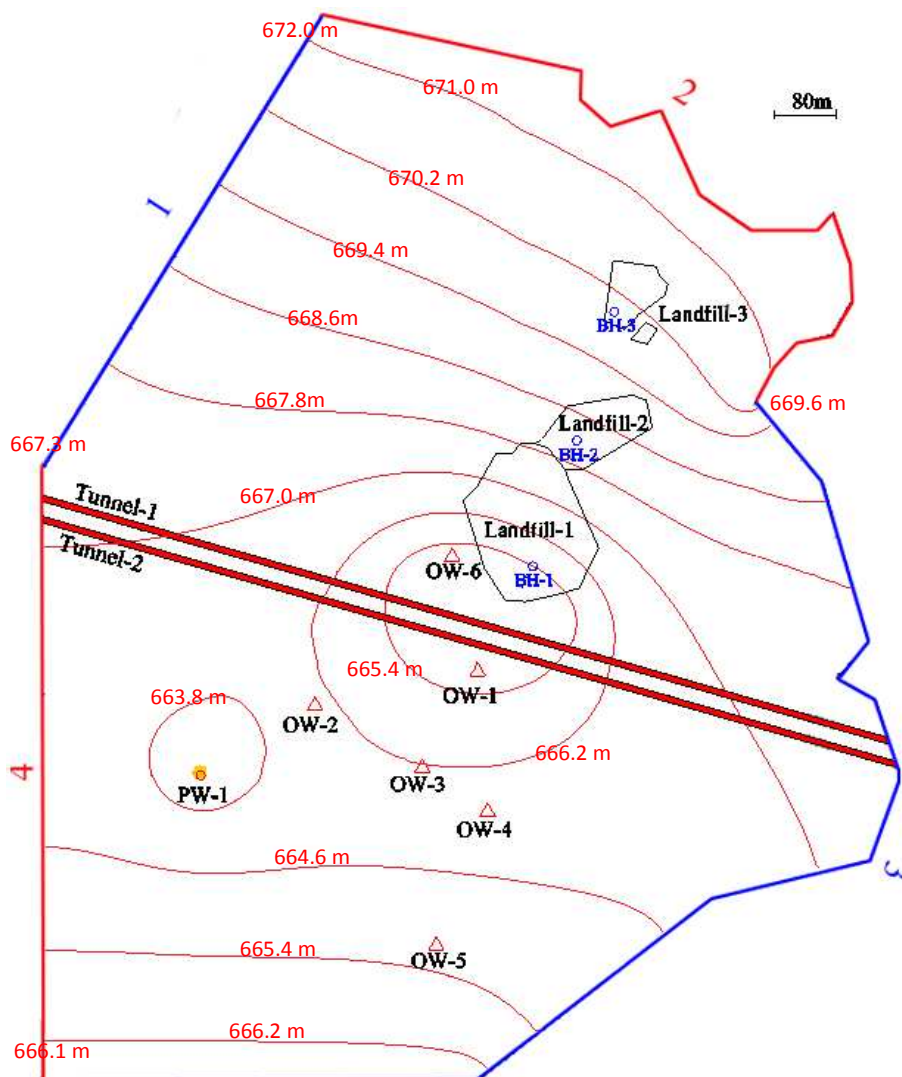 672.0 m
671.0 m
2
80m
670.2 m
1
669.4 m
668.6m
Landfill-3
BH-3
667.8m
669.6 m
Landfill-2
667.3 m
BH-2
667.0 m
Tunnel-1
Landfill-1
Tunnel-2
OW-6
BH-1
665.4 m
OW-1
663.8 m
OW-2
666.2 m
4
OW-3
PW-1
OW-4
664.6 m
3
665.4 m
OW-5
666.2 m
666.1 m